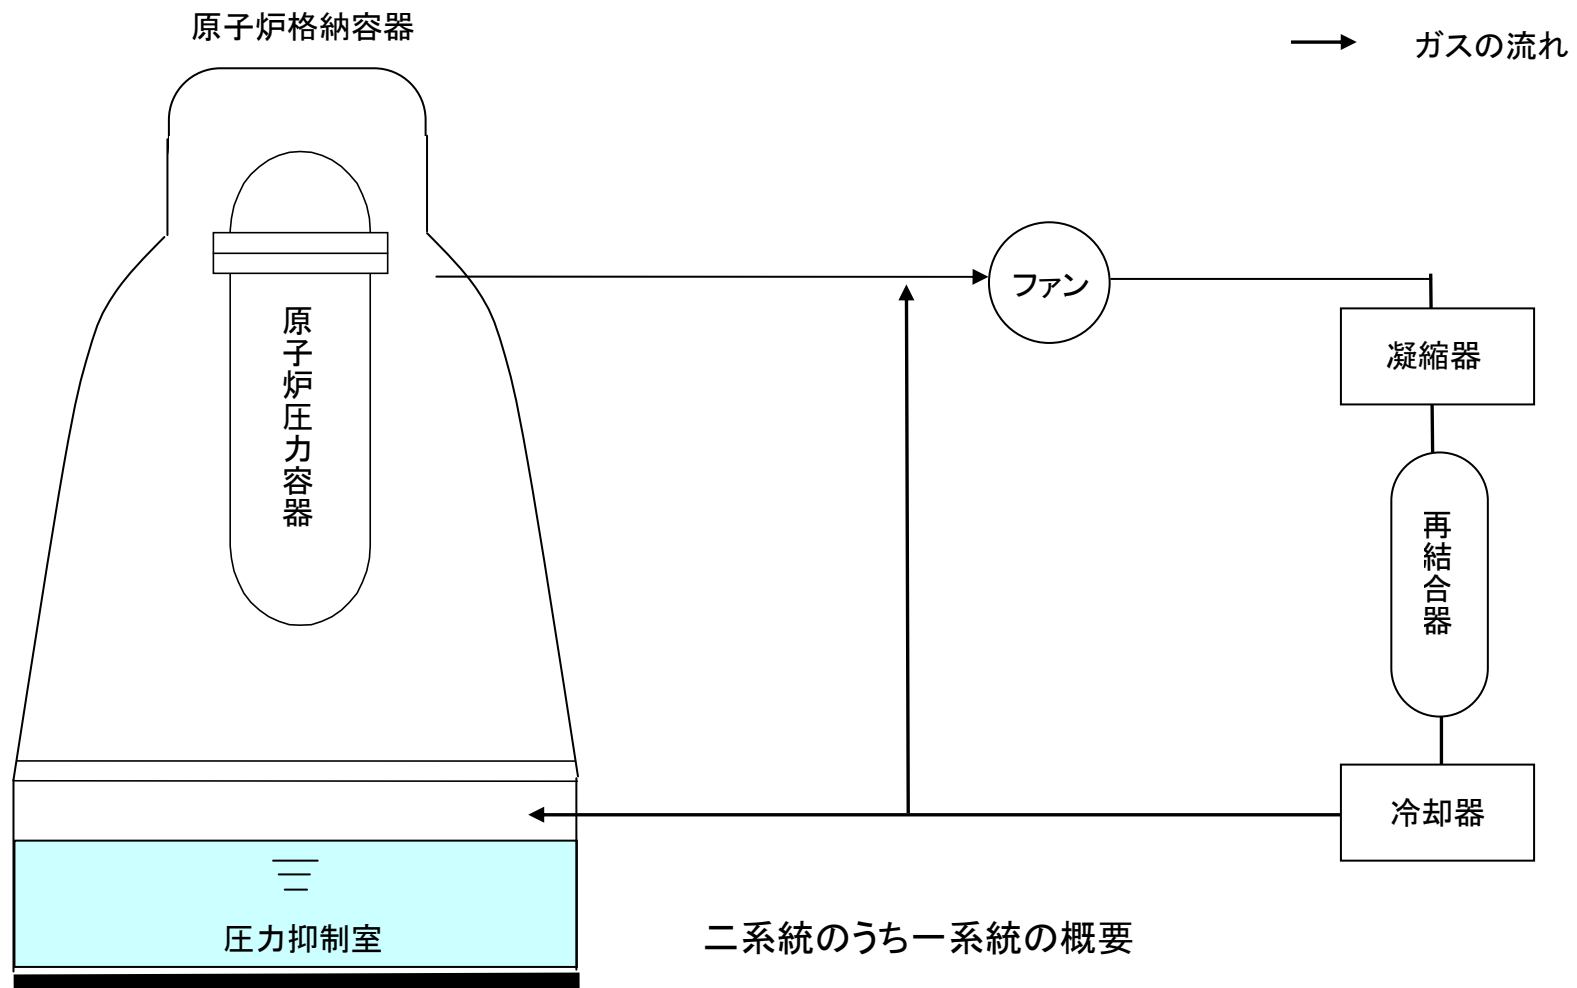 原子炉格納容器
ガスの流れ
ファン
凝縮器
原子炉圧力容器
再結合器
冷却器
圧力抑制室
二系統のうち一系統の概要